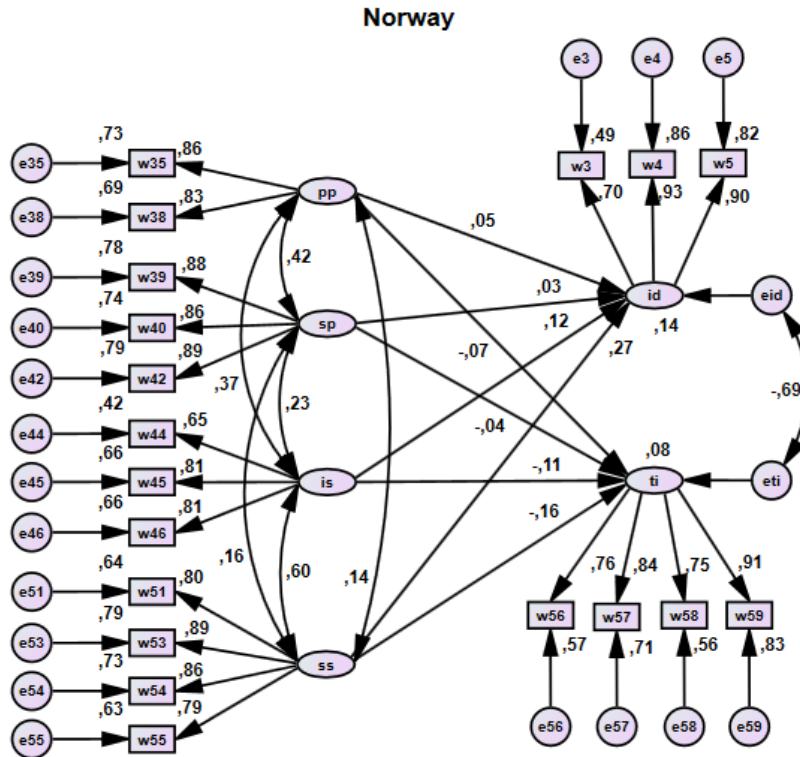 Norway
e3 e4 e5
,49 ,86 ,82
w3 w4 w5
,70 ,93 ,90
,73
e35 w35 ,86
,69
e38 w38 ,83
pp
,05
,78
e39 w39 ,88
,42
,74
e40 w40 ,86
sp
,03
id
eid
,12 ,14
,79
e42 w42 ,89
-,07
,27
,37
,23
-,04
-,69
,42
e44 w44 ,65
,66
e45 w45 ,81
is
-,11
,08
ti
eti
,66
e46 w46 ,81
-,16
,16
,60
,14
,64
e51 w51 ,80
,79
e53 w53 ,89
,73
e54 w54 ,86
ss
,63
e55 w55 ,79
,76 ,84 ,75 ,91
w56 w57 w58 w59
,57 ,71 ,56 ,83
e56 e57 e58 e59